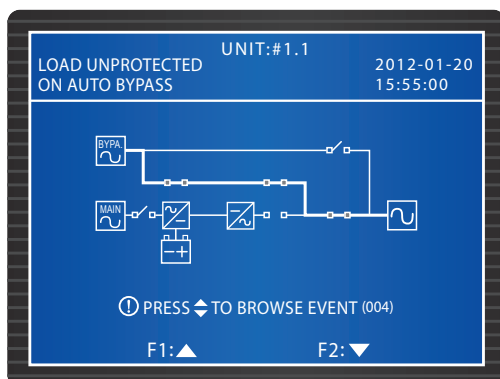 UNIT:#1.1
LOAD UNPROTECTED
ON AUTO BYPASS
2012-01-20
15:55:00
BYPA.
MAIN
PRESS TO BROWSE EVENT (004)
F1: F2: